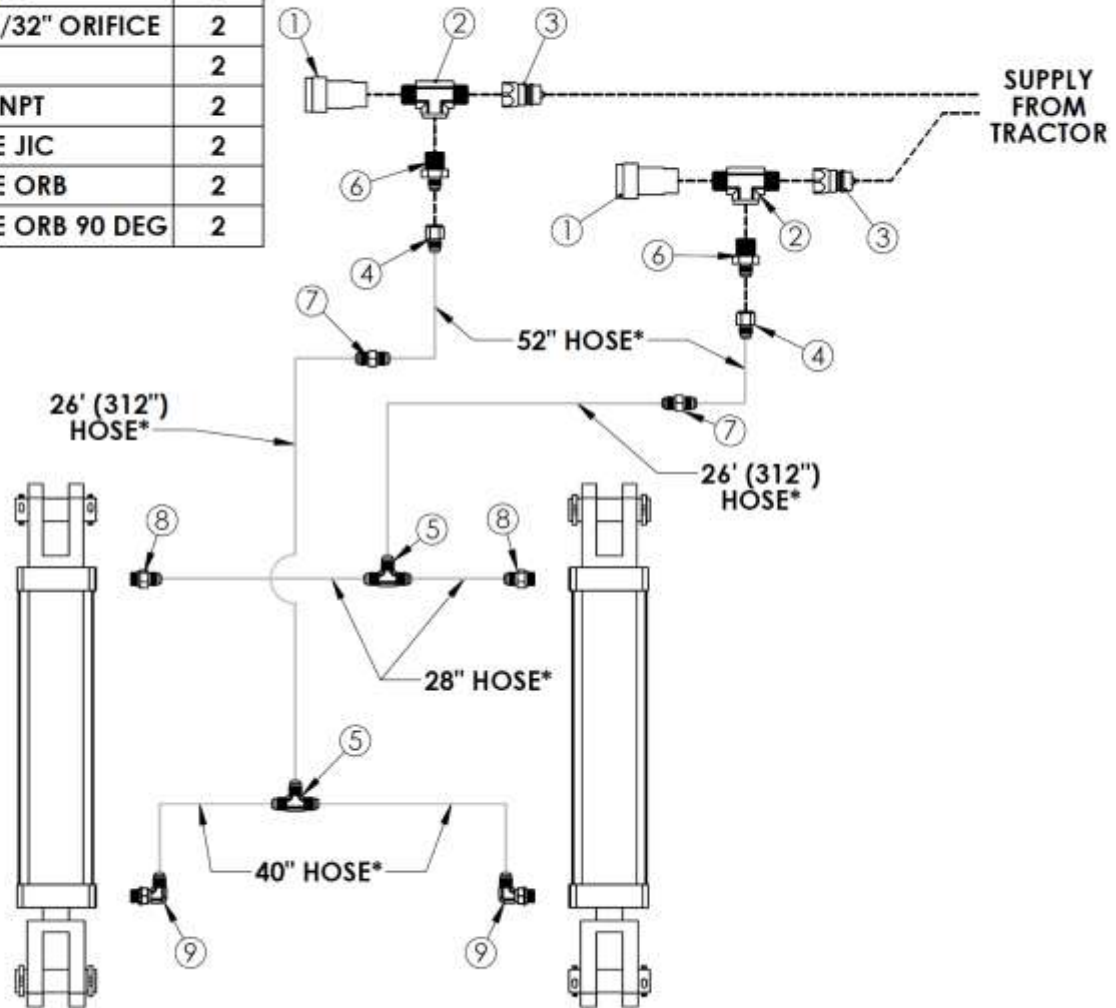 /32" ORIFICE 2
2
NPT 2
E JIC 2
E ORB 2
E ORB 90 DEG 2
1
2
3
SUPPLY
FROM
TRACTOR
6
1
2
3
4
6
7
52" HOSE*
4
26' (312")
HOSE*
7
26' (312")
HOSE*
8
5
8
28" HOSE*
5
40" HOSE*
9
9